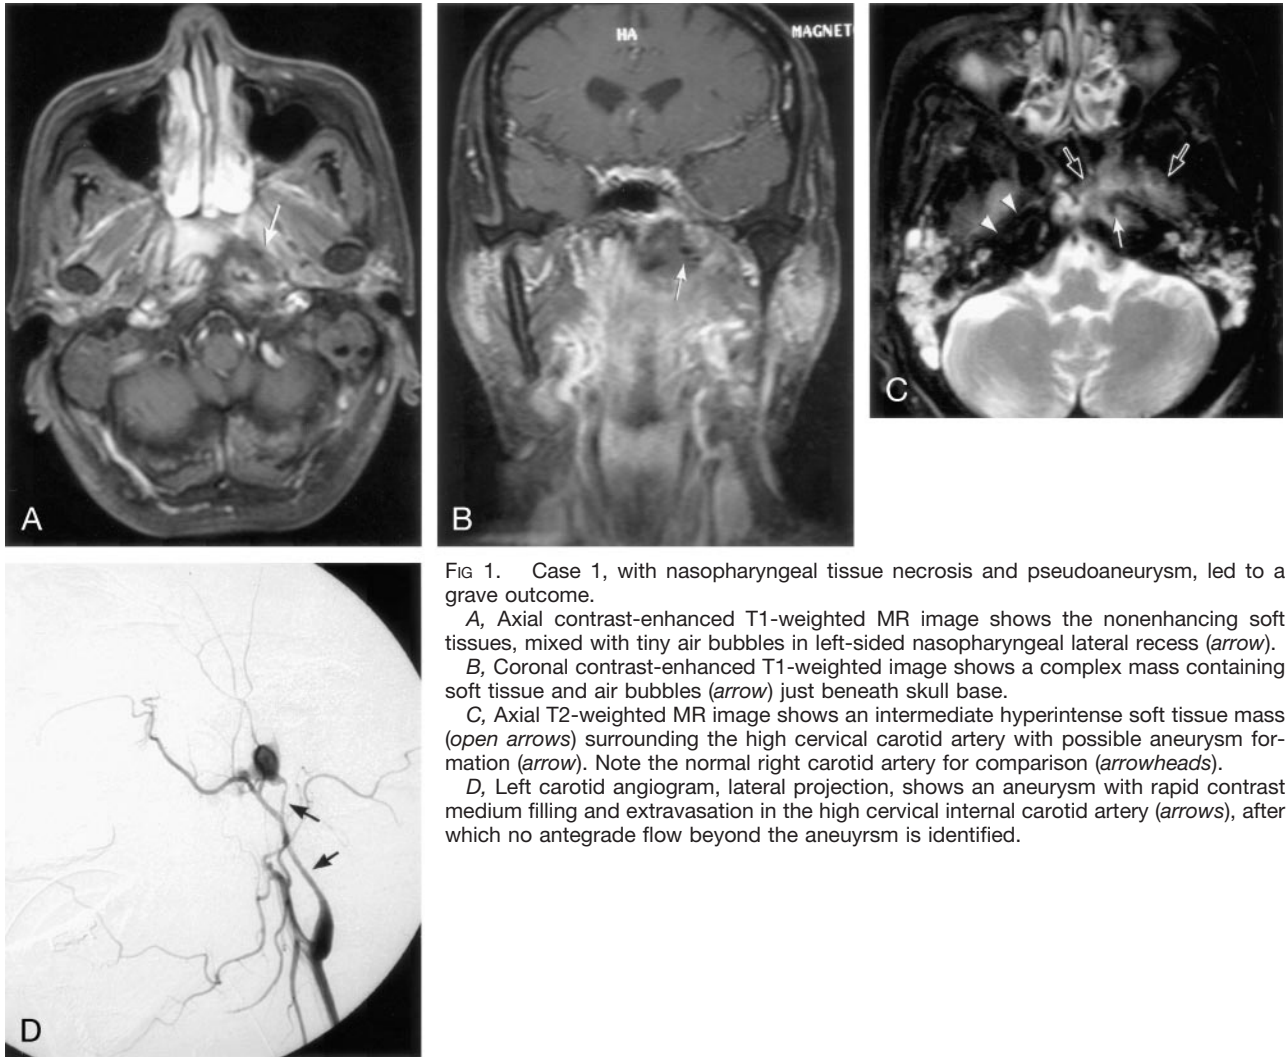 HA
MAGNET
A
B
C
D
FIG 1. Case 1, with nasopharyngeal tissue necrosis and pseudoaneurysm, led to a
grave outcome.
A, Axial contrast-enhanced T1-weighted MR image shows the nonenhancing soft
tissues, mixed with tiny air bubbles in left-sided nasopharyngeal lateral recess (arrow).
B, Coronal contrast-enhanced T1-weighted image shows a complex mass containing
soft tissue and air bubbles (arrow) just beneath skull base.
C, Axial T2-weighted MR image shows an intermediate hyperintense soft tissue mass
(open arrows) surrounding the high cervical carotid artery with possible aneurysm for-
mation (arrow). Note the normal right carotid artery for comparison (arrowheads).
D, Left carotid angiogram, lateral projection, shows an aneurysm with rapid contrast
medium filling and extravasation in the high cervical internal carotid artery (arrows), after
which no antegrade flow beyond the aneuyrsm is identified.